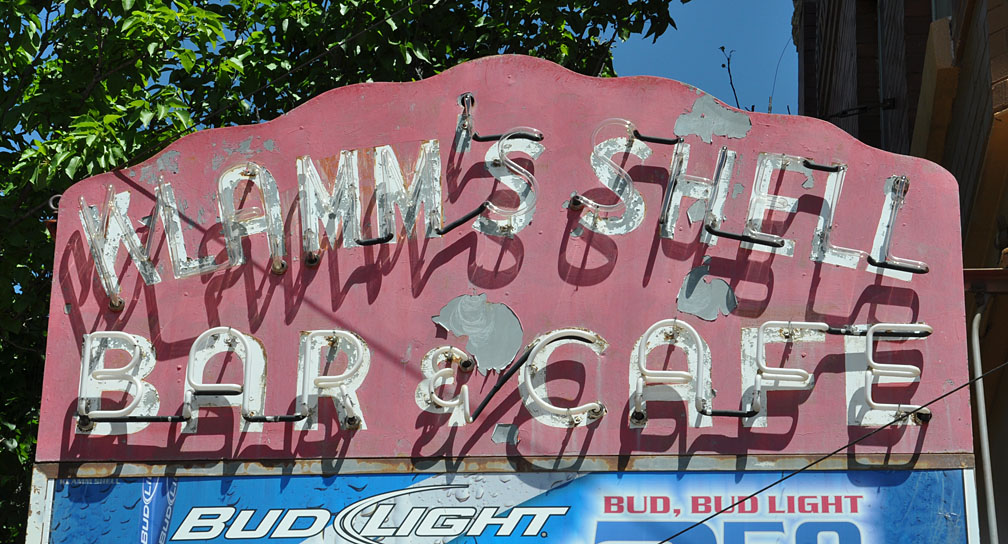 KLAMM'S SHELL
BAR & CAFE
BUD LIGHT
BUD, BUD LIGHT